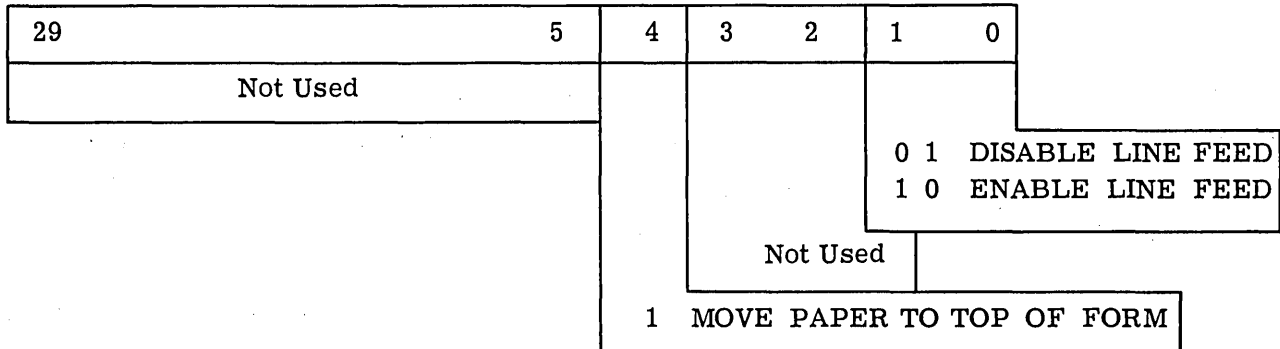 29 5 4 3 2 1 0
Not Used
0 1 DISABLE LINE FEED
1 0 ENABLE LINE FEED
Not Used
1 MOVE PAPER TO TOP OF FORM